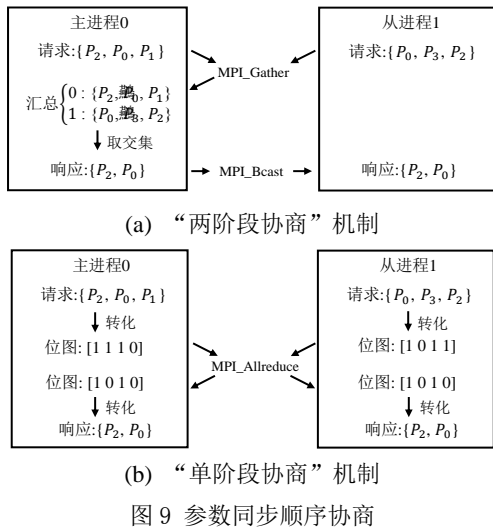 主进程0
从进程1
请求:{P₂, P₀, P₁}
请求:{P₀, P₃, P₂}
MPI_Gather
汇总
0 : {P₂, P₀, P₁}
1 : {P₀, P₃, P₂}
取交集
响应:{P₂, P₀}
MPI_Bcast
响应:{P₂, P₀}
(a) “两阶段协商”机制
主进程0
从进程1
请求:{P₂, P₀, P₁}
请求:{P₀, P₃, P₂}
转化
转化
位图: [1 1 1 0]
位图: [1 0 1 1]
MPI_Allreduce
位图: [1 0 1 0]
位图: [1 0 1 0]
转化
转化
响应:{P₂, P₀}
响应:{P₂, P₀}
(b) “单阶段协商”机制
图 9 参数同步顺序协商